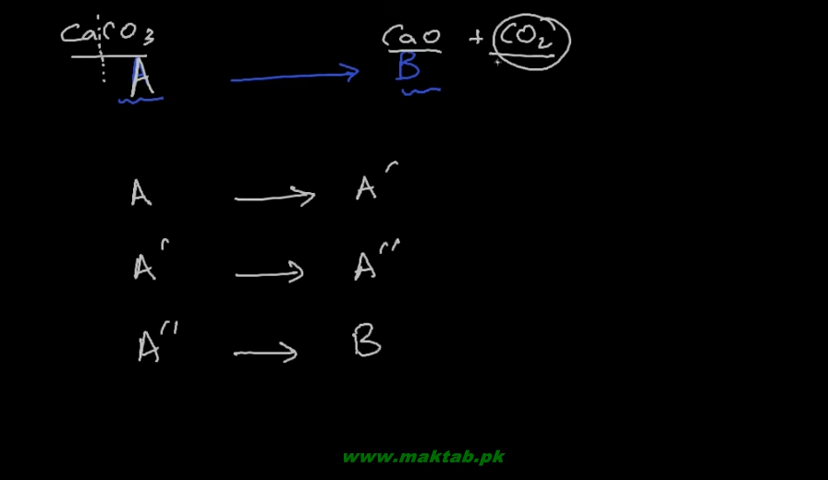 CaCO₃ CaO + CO₂
A → B
A → A'
A' → A''
A'' → B
www.maktab.pk